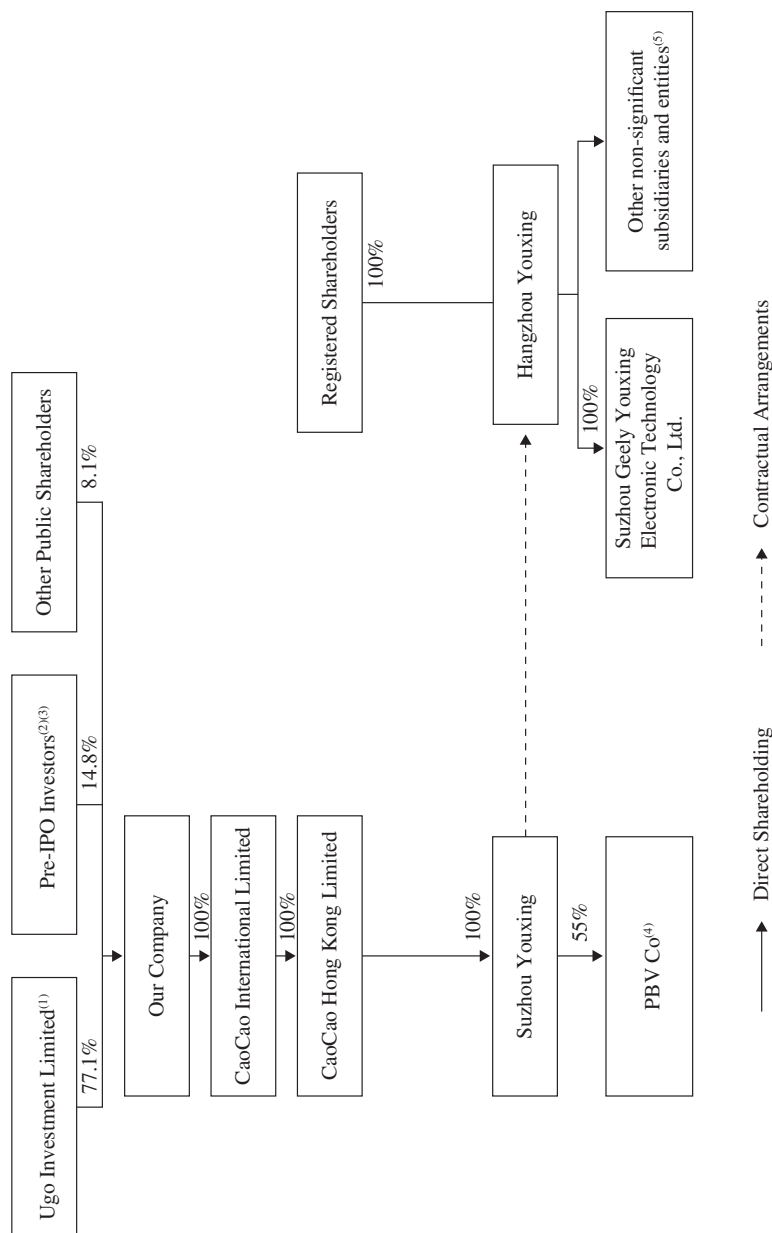 Ugo Investment Limited(1)
Pre-IPO Investors(2)(3)
Other Public Shareholders
77.1%
14.8%
8.1%
Our Company
100%
CaoCao International Limited
100%
CaoCao Hong Kong Limited
Registered Shareholders
100%
100%
Suzhou Youxing
Hangzhou Youxing
55%
100%
PBV Co(4)
Suzhou Geely Youxing
Electronic Technology
Co., Ltd.
Other non-significant
subsidiaries and entities(5)
Direct Shareholding
Contractual Arrangements